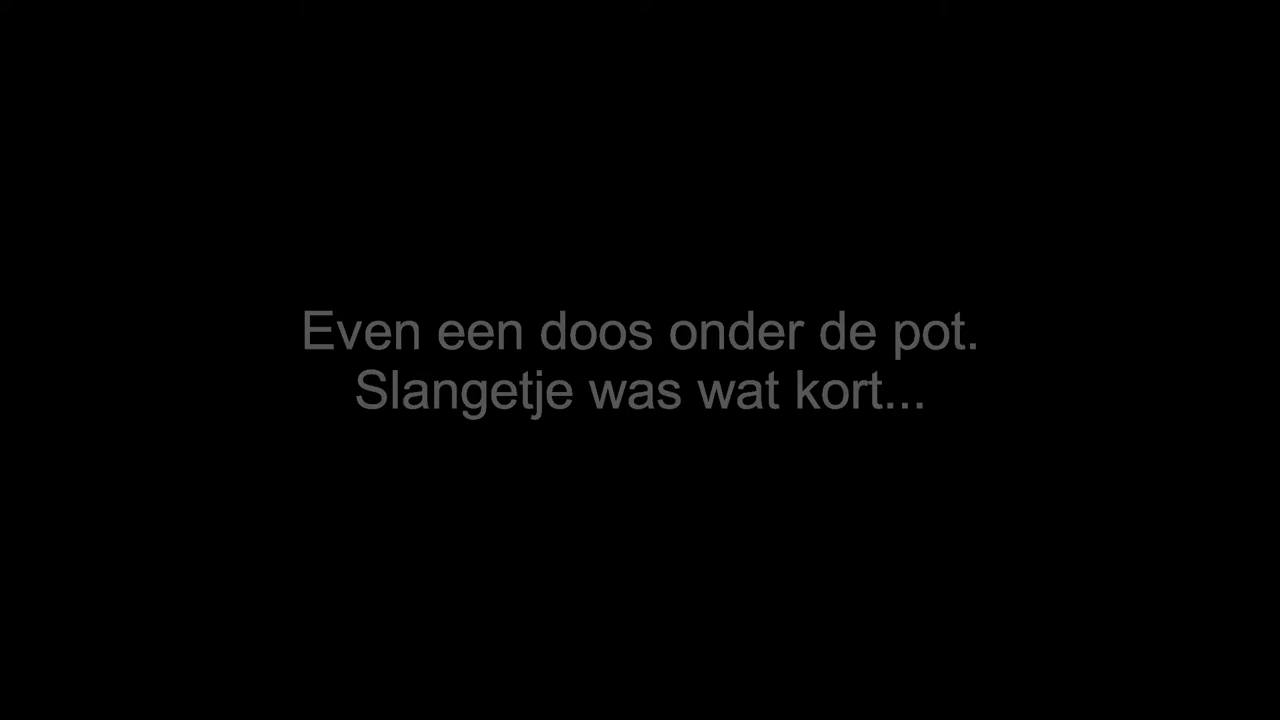 Even een doos onder de pot.
Slangetje was wat kort...